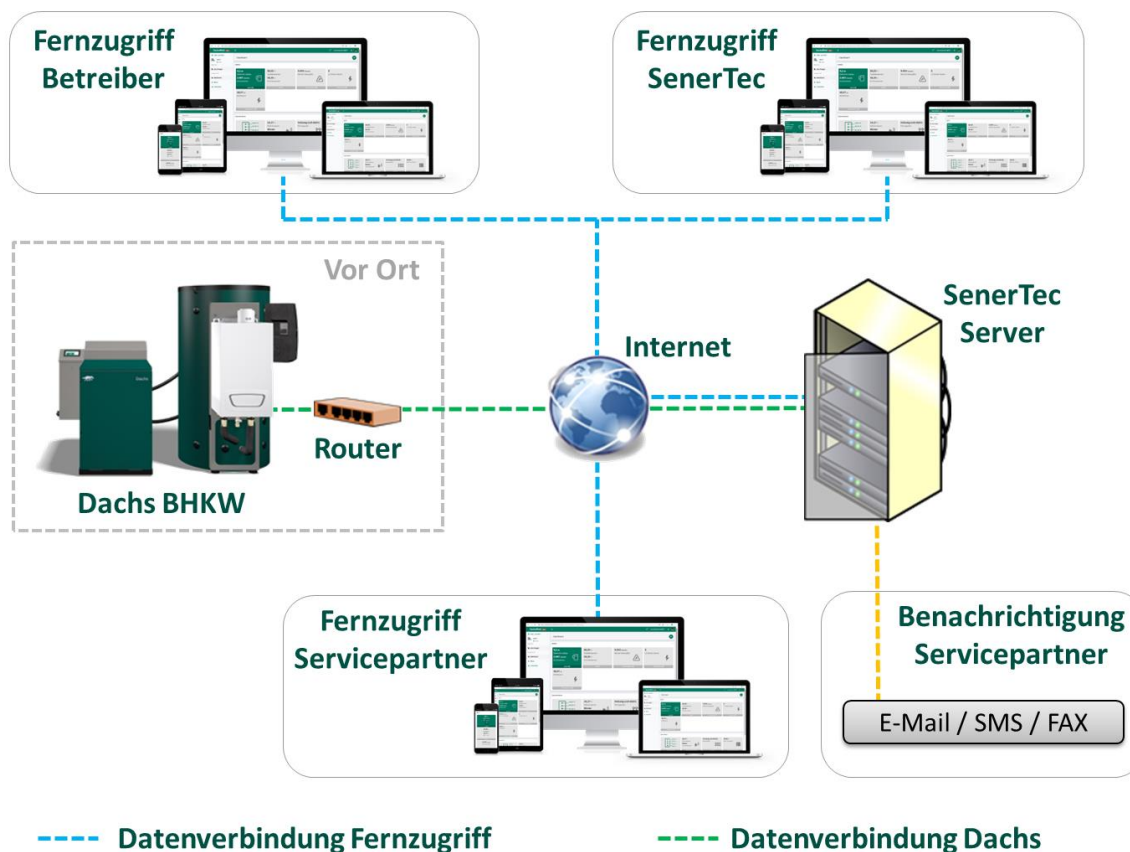 Fernzugriff
Betreiber
Fernzugriff
SenerTec
Vor Ort
Dachs BHKW
Router
Internet
SenerTec
Server
Fernzugriff
Servicepartner
Benachrichtigung
Servicepartner
E-Mail / SMS / FAX
Datenverbindung Fernzugriff
Datenverbindung Dachs